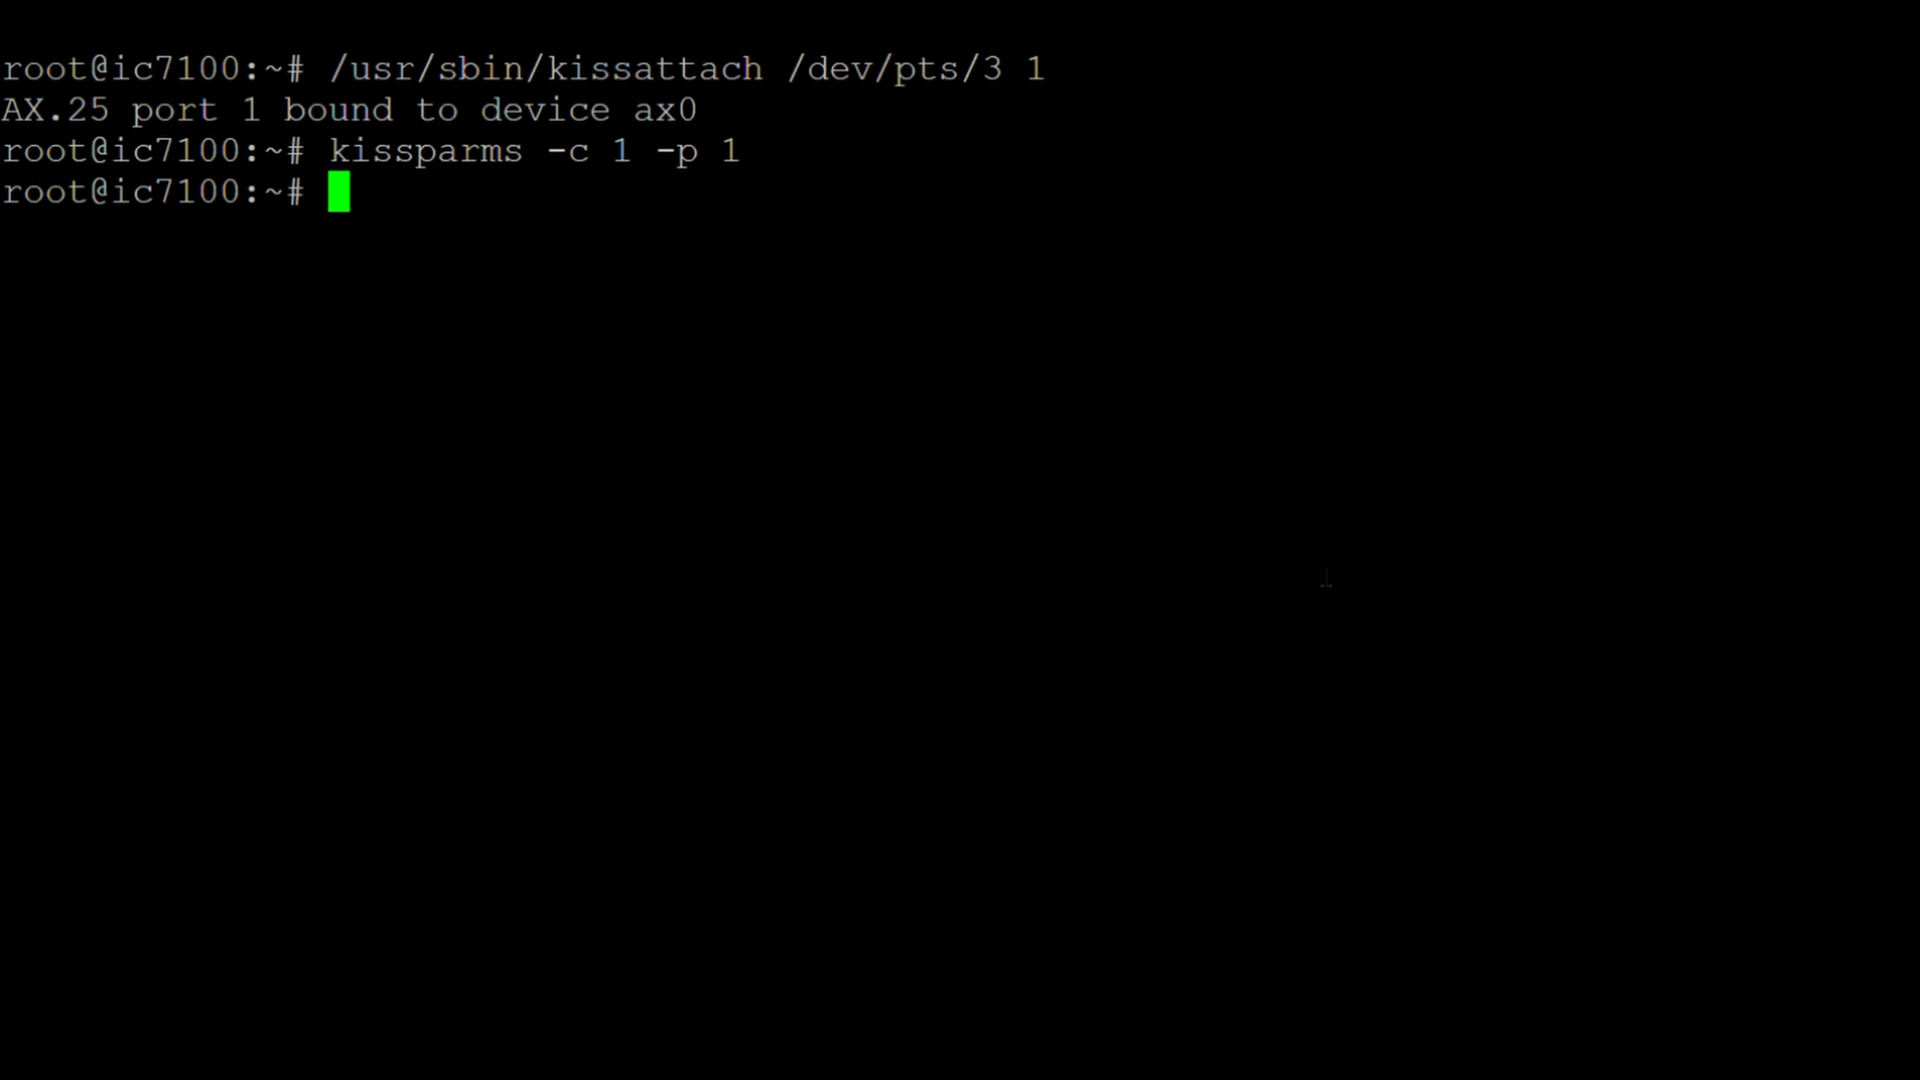 root@ic7100:~# /usr/sbin/kissattach /dev/pts/3 1
AX.25 port 1 bound to device ax0
root@ic7100:~# kissparms -c 1 -p 1
root@ic7100:~#